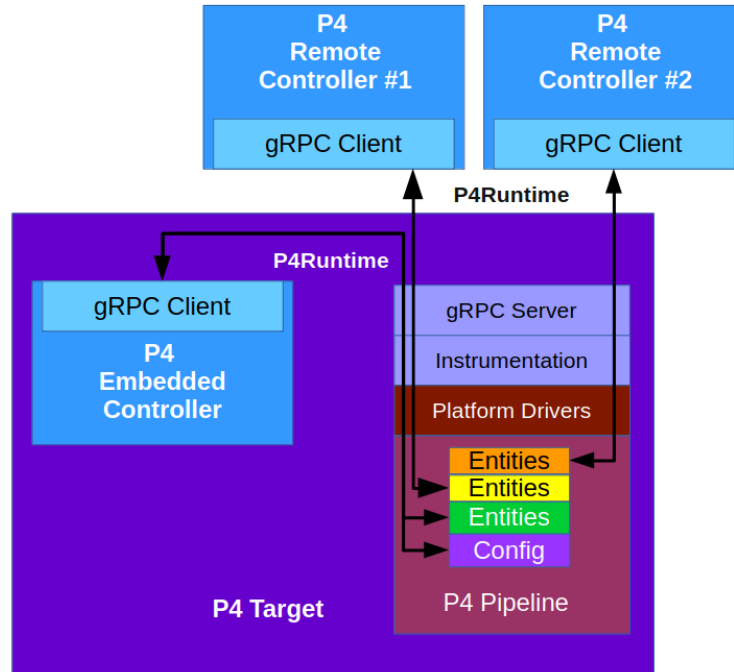 P4
Remote
Controller #1
gRPC Client
P4
Remote
Controller #2
gRPC Client
P4Runtime
P4Runtime
gRPC Client
P4
Embedded
Controller
gRPC Server
Instrumentation
Platform Drivers
Entities
Entities
Entities
Config
P4 Pipeline
P4 Target